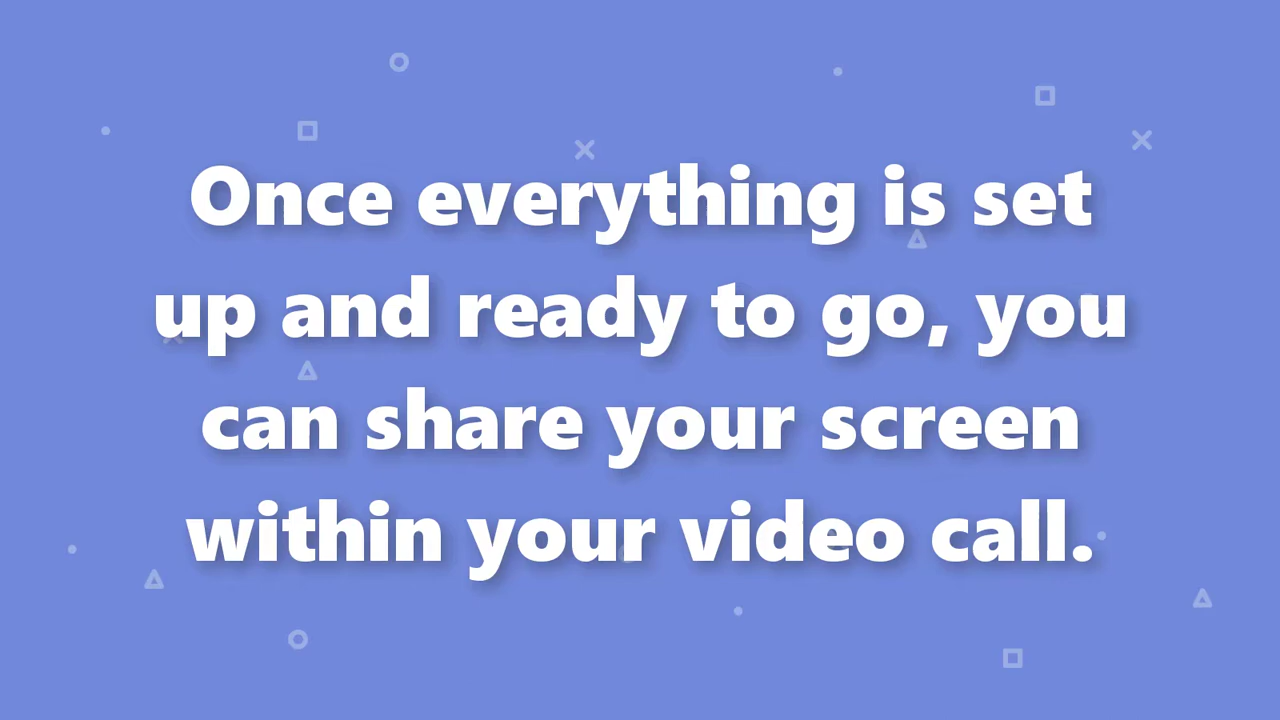 Once everything is set
up and ready to go, you
can share your screen
within your video call.